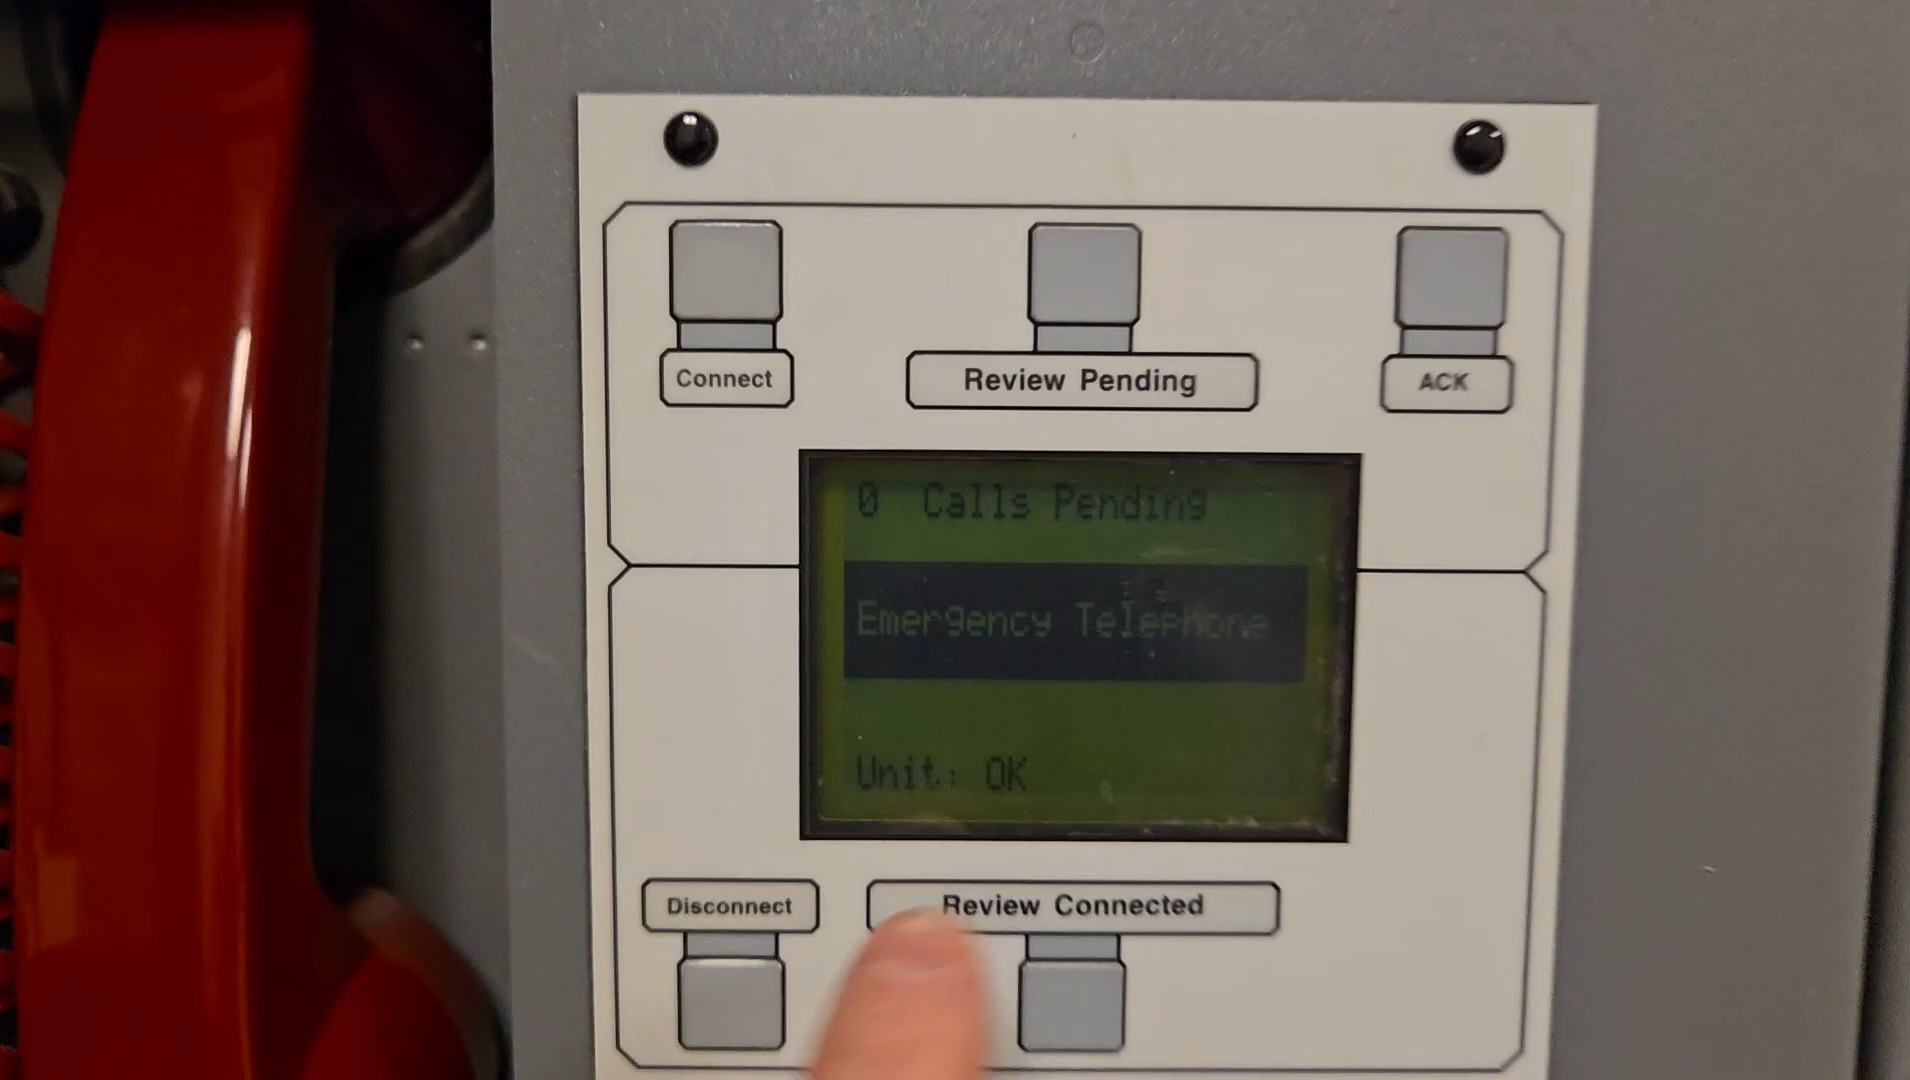 Connect
Review Pending
ACK
0 Calls Pending
Emergency Telephone
Unit: OK
Disconnect
Review Connected